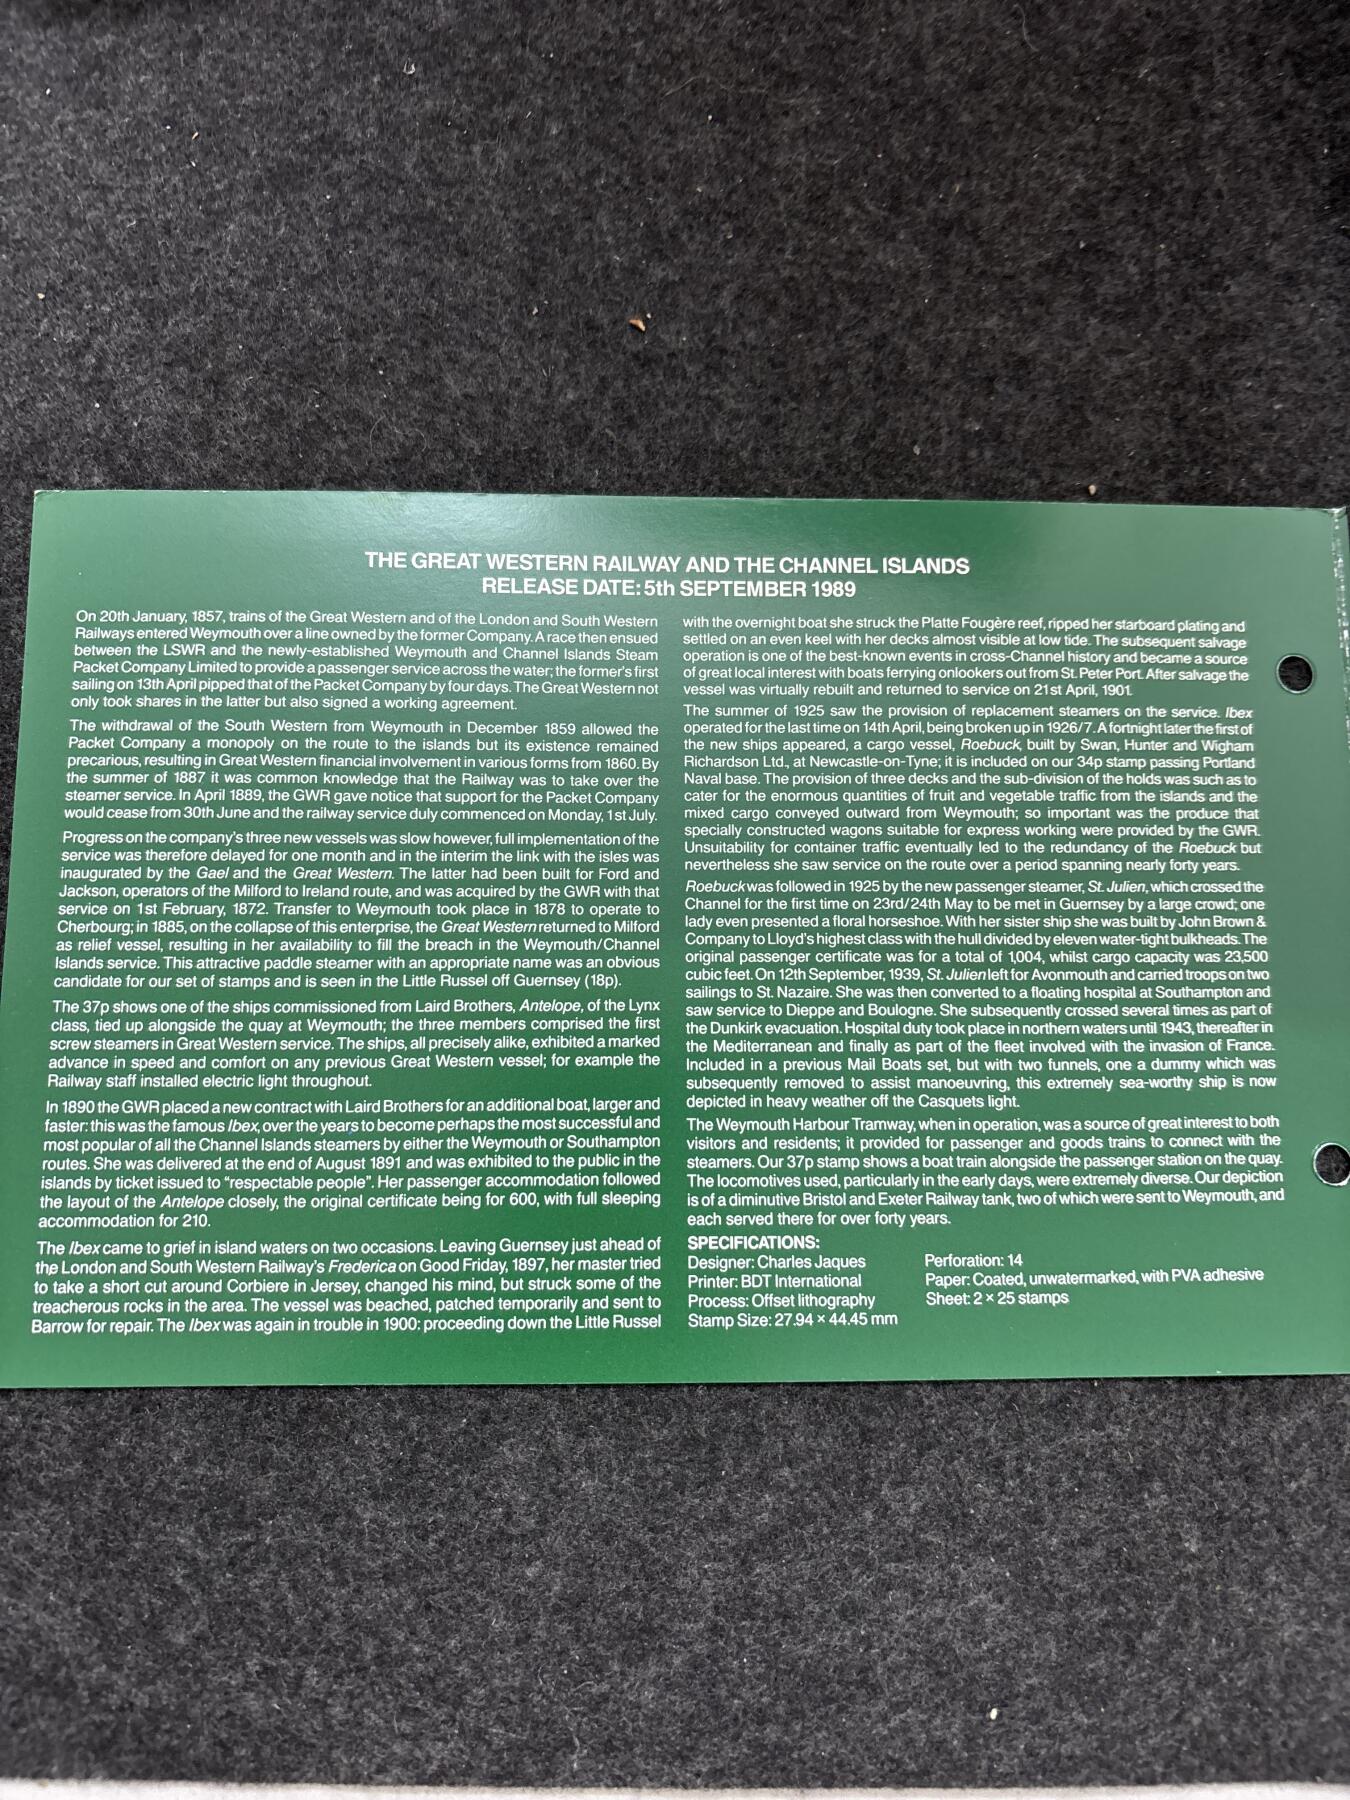 THE GREAT WESTERN RAILWAY AND THE CHANNEL ISLANDS
RELEASE DATE: 5th SEPTEMBER 1989
On 20th January, 1857, trains of the Great Western and of the London and South Western
Railways entered Weymouth over a line owned by the former Company. A race then ensued
between the LSWR and the newly-established Weymouth and Channel Islands Steam
Packet Company Limited to provide a passenger service across the water; the former's first
sailing on 13th April pipped that of the Packet Company by four days. The Great Western not
only took shares in the latter but also signed a working agreement.
The withdrawal of the South Western from Weymouth in December 1859 allowed the
Packet Company a monopoly on the route to the islands but its existence remained
precarious, resulting in Great Western financial involvement in various forms from 1860. By
the summer of 1887 it was common knowledge that the Railway was to take over the
steamer service. In April 1889, the GWR gave notice that support for the Packet Company
would cease from 30th June and the railway service duly commenced on Monday, 1st July.
Progress on the company's three new vessels was slow however, full implementation of the
service was therefore delayed for one month and in the interim the link with the isles was
inaugurated by the Gael and the Great Western. The latter had been built for Ford and
Jackson, operators of the Milford to Ireland route, and was acquired by the GWR with that
service on 1st February, 1872. Transfer to Weymouth took place in 1878 to operate to
Cherbourg; in 1885, on the collapse of this enterprise, the Great Western returned to Milford
as relief vessel, resulting in her availability to fill the breach in the Weymouth/Channel
Islands service. This attractive paddle steamer with an appropriate name was an obvious
candidate for our set of stamps and is seen in the Little Russel off Guernsey (18p).
The 37p shows one of the ships commissioned from Laird Brothers, Antelope, of the Lynx
class, tied up alongside the quay at Weymouth; the three members comprised the first
screw steamers in Great Western service. The ships, all precisely alike, exhibited a marked
advance in speed and comfort on any previous Great Western vessel; for example the
Railway staff installed electric light throughout.
In 1890 the GWR placed a new contract with Laird Brothers for an additional boat, larger and
faster: this was the famous Ibex, over the years to become perhaps the most successful and
most popular of all the Channel Islands steamers by either the Weymouth or Southampton
routes. She was delivered at the end of August 1891 and was exhibited to the public in the
islands by ticket issued to “respectable people”. Her passenger accommodation followed
the layout of the Antelope closely, the original certificate being for 600, with full sleeping
accommodation for 210.
The Ibex came to grief in island waters on two occasions. Leaving Guernsey just ahead of
the London and South Western Railway's Frederica on Good Friday, 1897, her master tried
to take a short cut around Corbiere in Jersey, changed his mind, but struck some of the
treacherous rocks in the area. The vessel was beached, patched temporarily and sent to
Barrow for repair. The Ibex was again in trouble in 1900: proceeding down the Little Russel
with the overnight boat she struck the Platte Fougère reef, ripped her starboard plating and
settled on an even keel with her decks almost visible at low tide. The subsequent salvage
operation is one of the best-known events in cross-Channel history and became a source
of great local interest with boats ferrying onlookers out from St. Peter Port. After salvage the
vessel was virtually rebuilt and returned to service on 21st April, 1901.
The summer of 1925 saw the provision of replacement steamers on the service. Ibex
operated for the last time on 14th April, being broken up in 1926/7. A fortnight later the first of
the new ships appeared, a cargo vessel, Roebuck, built by Swan, Hunter and Wigham
Richardson Ltd., at Newcastle-on-Tyne; it is included on our 34p stamp passing Portland
Naval base. The provision of three decks and the sub-division of the holds was such as to
cater for the enormous quantities of fruit and vegetable traffic from the islands and the
mixed cargo conveyed outward from Weymouth; so important was the produce that
specially constructed wagons suitable for express working were provided by the GWR.
Unsuitability for container traffic eventually led to the redundancy of the Roebuck but
nevertheless she saw service on the route over a period spanning nearly forty years.
Roebuck was followed in 1925 by the new passenger steamer, St. Julien, which crossed the
Channel for the first time on 23rd/24th May to be met in Guernsey by a large crowd; one
lady even presented a floral horseshoe. With her sister ship she was built by John Brown &
Company to Lloyd's highest class with the hull divided by eleven water-tight bulkheads. The
original passenger certificate was for a total of 1,004, whilst cargo capacity was 23,500
cubic feet. On 12th September, 1939, St. Julien left for Avonmouth and carried troops on two
sailings to St. Nazaire. She was then converted to a floating hospital at Southampton and
saw service to Dieppe and Boulogne. She subsequently crossed several times as part of
the Dunkirk evacuation. Hospital duty took place in northern waters until 1943, thereafter in
the Mediterranean and finally as part of the fleet involved with the invasion of France.
Included in a previous Mail Boats set, but with two funnels, one a dummy which was
subsequently removed to assist manoeuvring, this extremely sea-worthy ship is now
depicted in heavy weather off the Casquets light.
The Weymouth Harbour Tramway, when in operation, was a source of great interest to both
visitors and residents; it provided for passenger and goods trains to connect with the
steamers. Our 37p stamp shows a boat train alongside the passenger station on the quay.
The locomotives used, particularly in the early days, were extremely diverse. Our depiction
is of a diminutive Bristol and Exeter Railway tank, two of which were sent to Weymouth, and
each served there for over forty years.
SPECIFICATIONS:
Designer: Charles Jaques
Printer: BDT International
Process: Offset lithography
Stamp Size: 27.94 × 44.45 mm
Perforation: 14
Paper: Coated, unwatermarked, with PVA adhesive
Sheet: 2 × 25 stamps